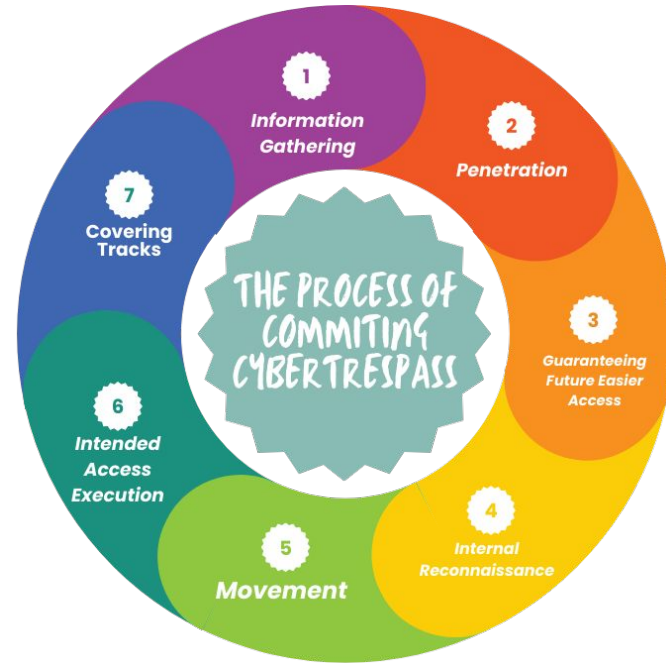 THE PROCESS OF
COMMITING
CYBERTRESPASS
1
Information
Gathering
2
Penetration
3
Guaranteeing
Future Easier
Access
4
Internal
Reconnaissance
5
Movement
6
Intended
Access
Execution
7
Covering
Tracks